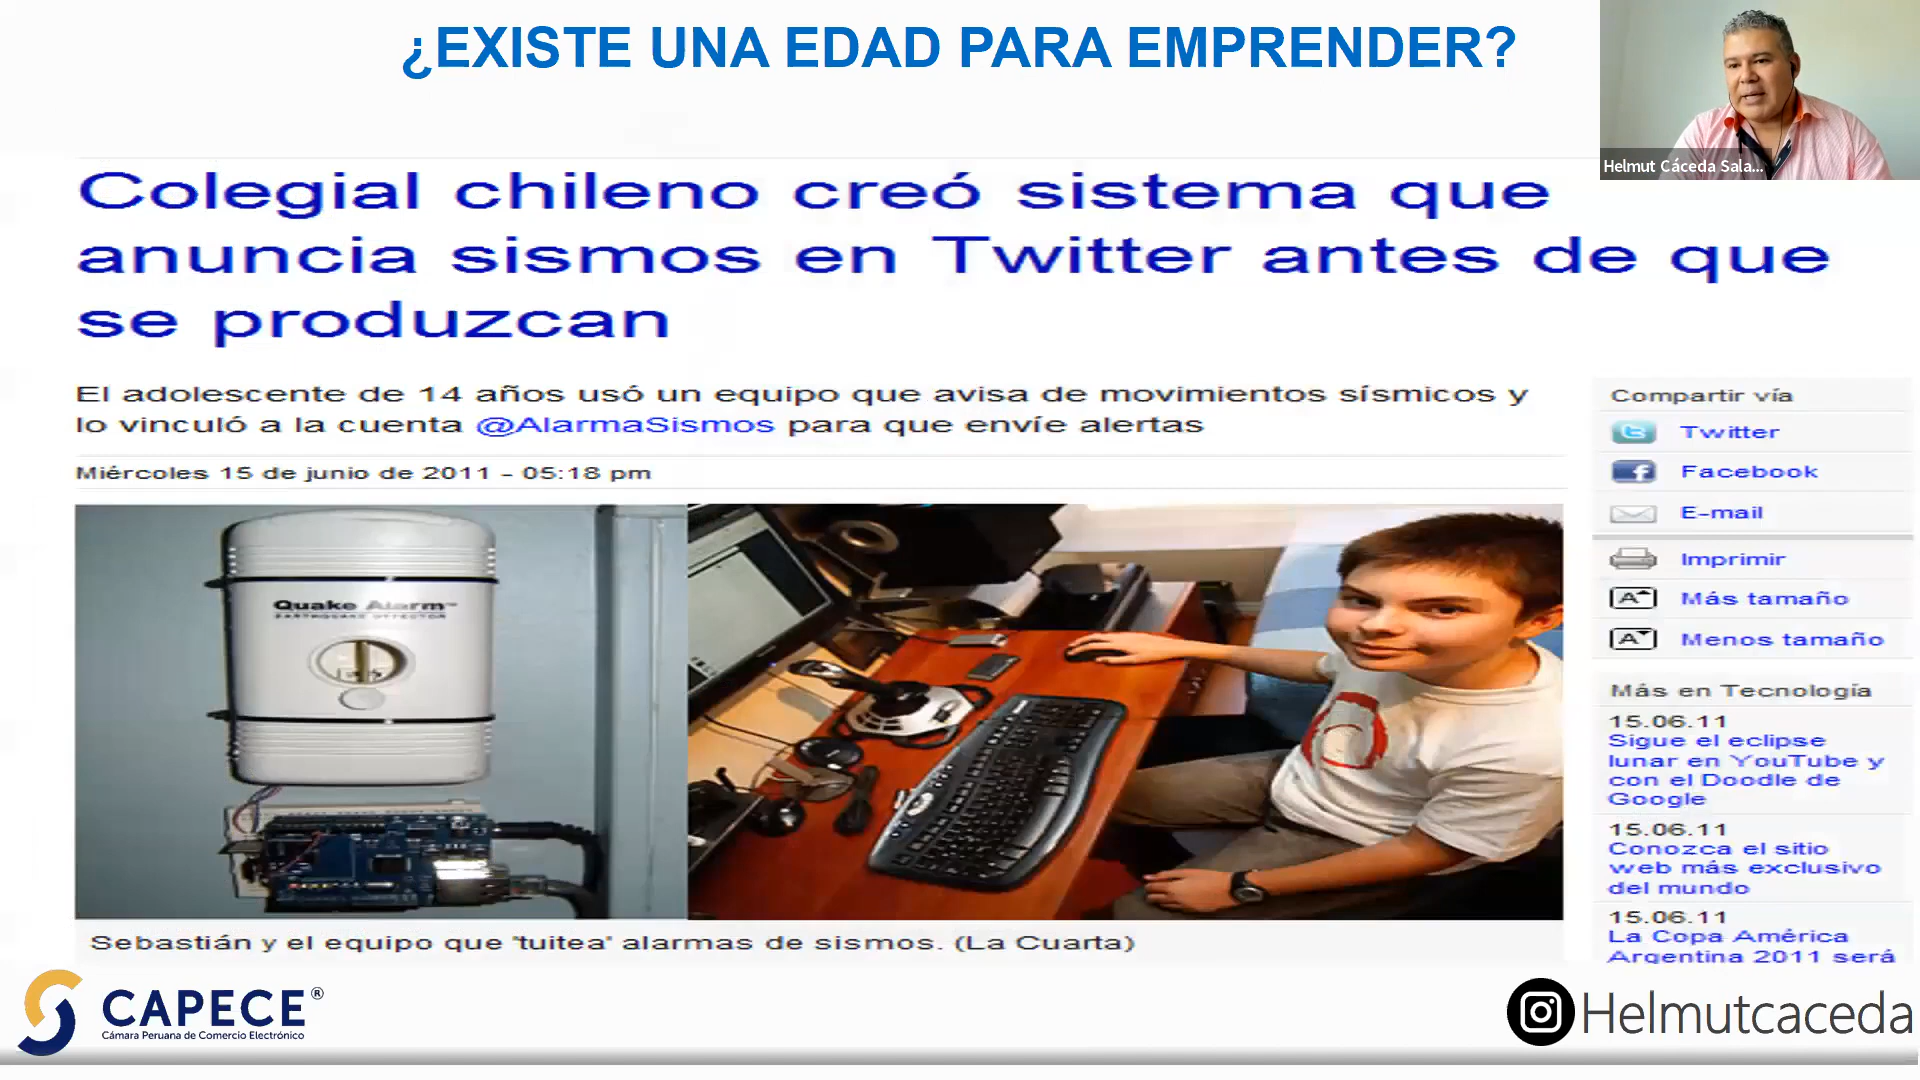 ¿EXISTE UNA EDAD PARA EMPRENDER?
Helmut Cáceda Sala...
Colegial chileno creó sistema que
anuncia sismos en Twitter antes de que
se produzcan
El adolescente de 14 años usó un equipo que avisa de movimientos sísmicos y
lo vinculó a la cuenta @AlarmaSismos para que envíe alertas
Miércoles 15 de junio de 2011 - 05:18 pm
Quake Alarm™
EARTHQUAKE DETECTOR
Sebastián y el equipo que 'tuitea' alarmas de sismos. (La Cuarta)
Compartir vía
Twitter
Facebook
E-mail
Imprimir
Más tamaño
Menos tamaño
Más en Tecnología
15.06.11
Sigue el eclipse
lunar en YouTube y
con el Doodle de
Google
15.06.11
Conozca el sitio
web más exclusivo
del mundo
15.06.11
La Copa América
Argentina 2011 será
CAPECE®
Cámara Peruana de Comercio Electrónico
Helmutcaceda